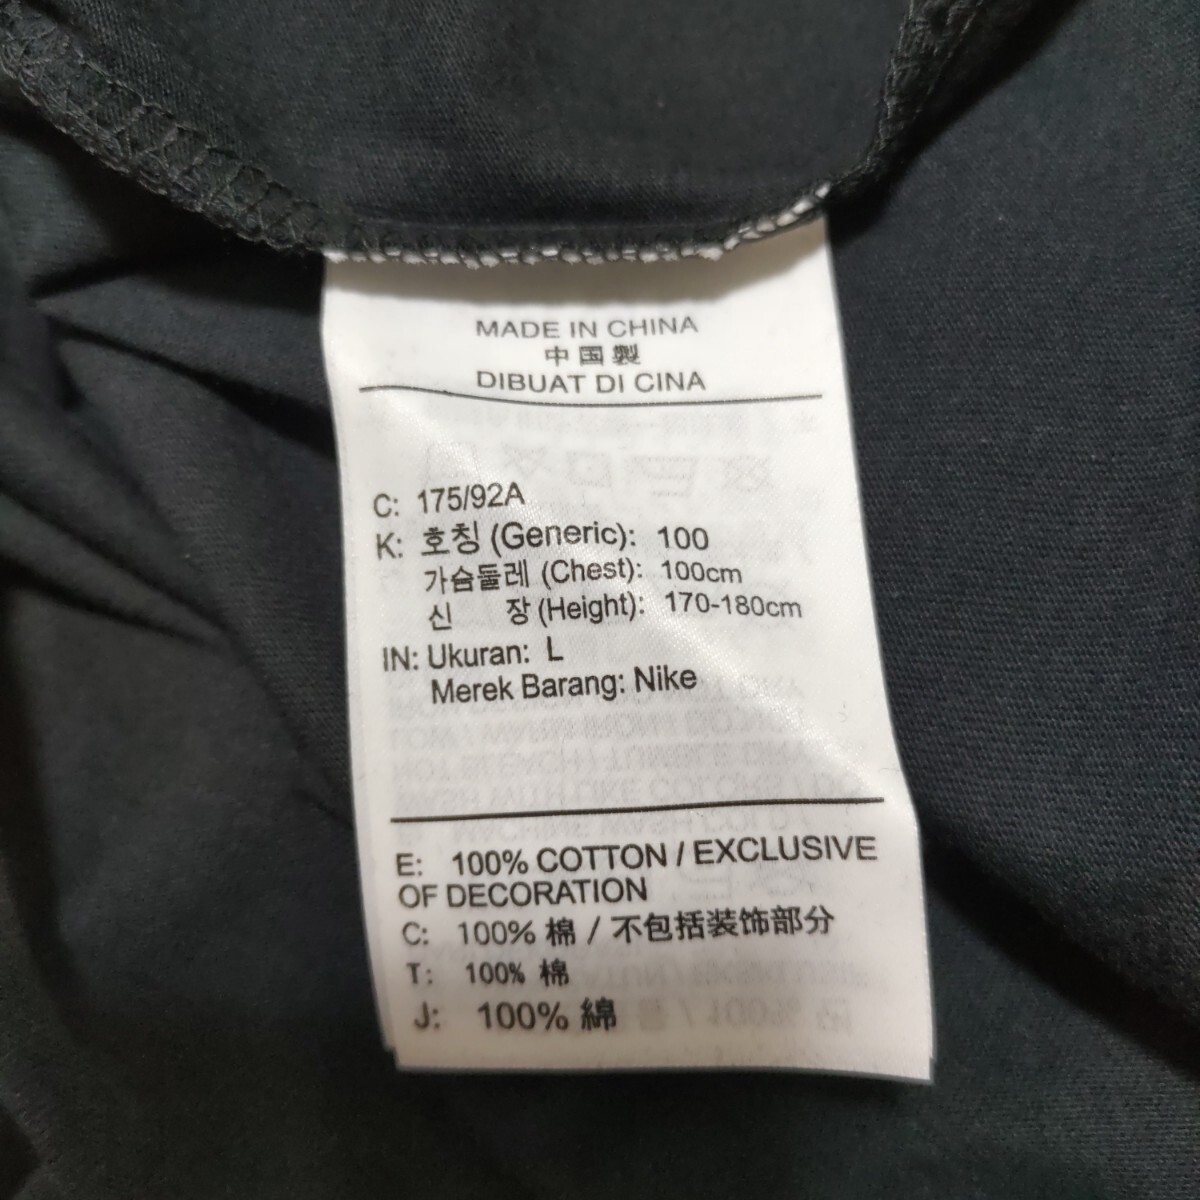 MADE IN CHINA
中国製
DIBUAT DI CINA
C: 175/92A
K: 호칭 (Generic): 100
가슴둘레 (Chest): 100cm
신 장 (Height): 170-180cm
IN: Ukuran: L
Merek Barang: Nike
E: 100% COTTON / EXCLUSIVE
OF DECORATION
C: 100% 棉 / 不包括装饰部分
T: 100% 棉
J: 100% 綿